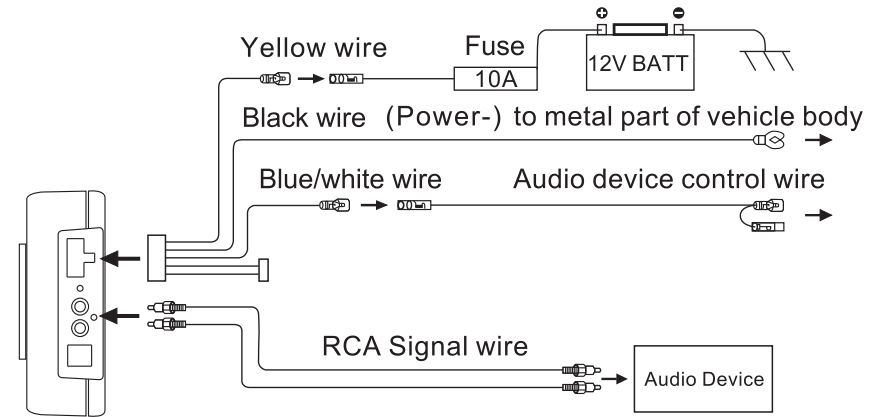 Yellow wire
Fuse
10A
12V BATT
Black wire (Power-) to metal part of vehicle body
Blue/white wire
Audio device control wire
RCA Signal wire
Audio Device